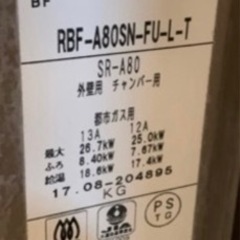 BF
RBF-A80SN-FU-L-T
SR-A80
外壁用 チャンバー用
都市ガス用
13A 12A
最大 26.7kW 25.0kW
ふろ 8.40kW 7.67kW
給湯 18.6kW 17.4kW
17.08-204895
KG
JIA
PS
TG